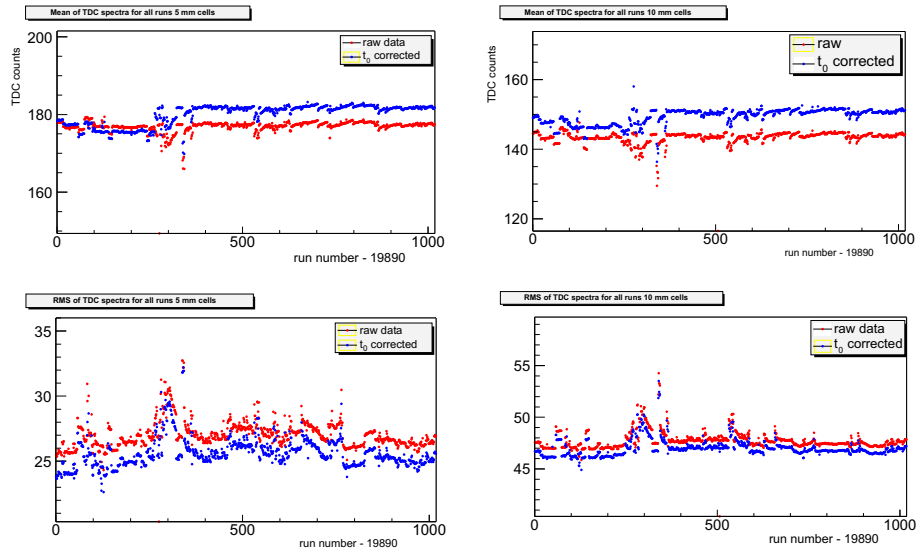 Mean of TDC spectra for all runs 5 mm cells
TDC counts
200
180
160
raw data
t0 corrected
0
500
1000
run number - 19890
Mean of TDC spectra for all runs 10 mm cells
TDC counts
160
140
120
raw
t0 corrected
0
500
1000
run number - 19890
RMS of TDC spectra for all runs 5 mm cells
35
30
25
raw data
t0 corrected
0
500
1000
run number - 19890
RMS of TDC spectra for all runs 10 mm cells
55
50
45
raw data
t0 corrected
0
500
1000
run number - 19890